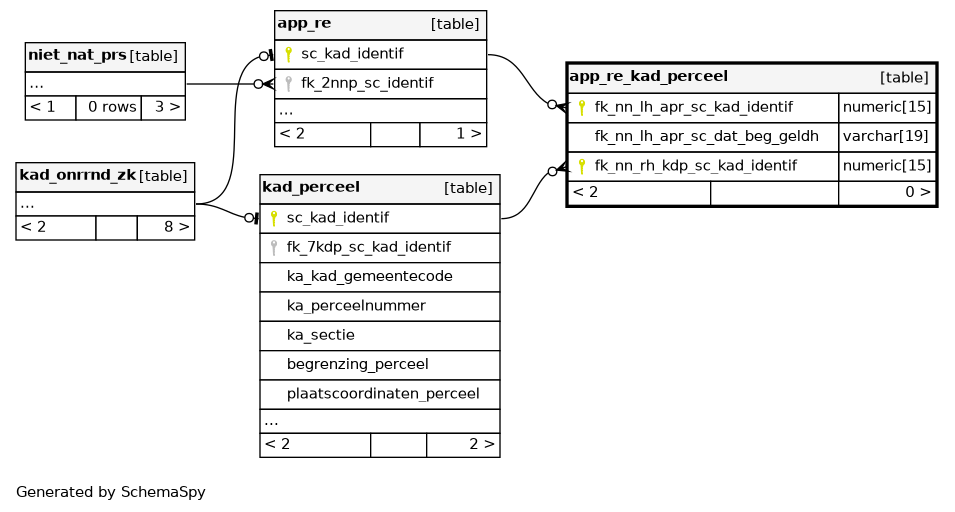 niet_nat_prs [table]
...
< 1 0 rows 3 >
kad_onrrnd_zk [table]
...
< 2 8 >
app_re [table]
sc_kad_identif
fk_2nnp_sc_identif
...
< 2 1 >
kad_perceel [table]
sc_kad_identif
fk_7kdp_sc_kad_identif
ka_kad_gemeentecode
ka_perceelnummer
ka_sectie
begrenzing_perceel
plaatscoordinaten_perceel
...
< 2 2 >
app_re_kad_perceel [table]
fk_nn_lh_apr_sc_kad_identif numeric[15]
fk_nn_lh_apr_sc_dat_beg_geldh varchar[19]
fk_nn_rh_kdp_sc_kad_identif numeric[15]
< 2 0 >
Generated by SchemaSpy